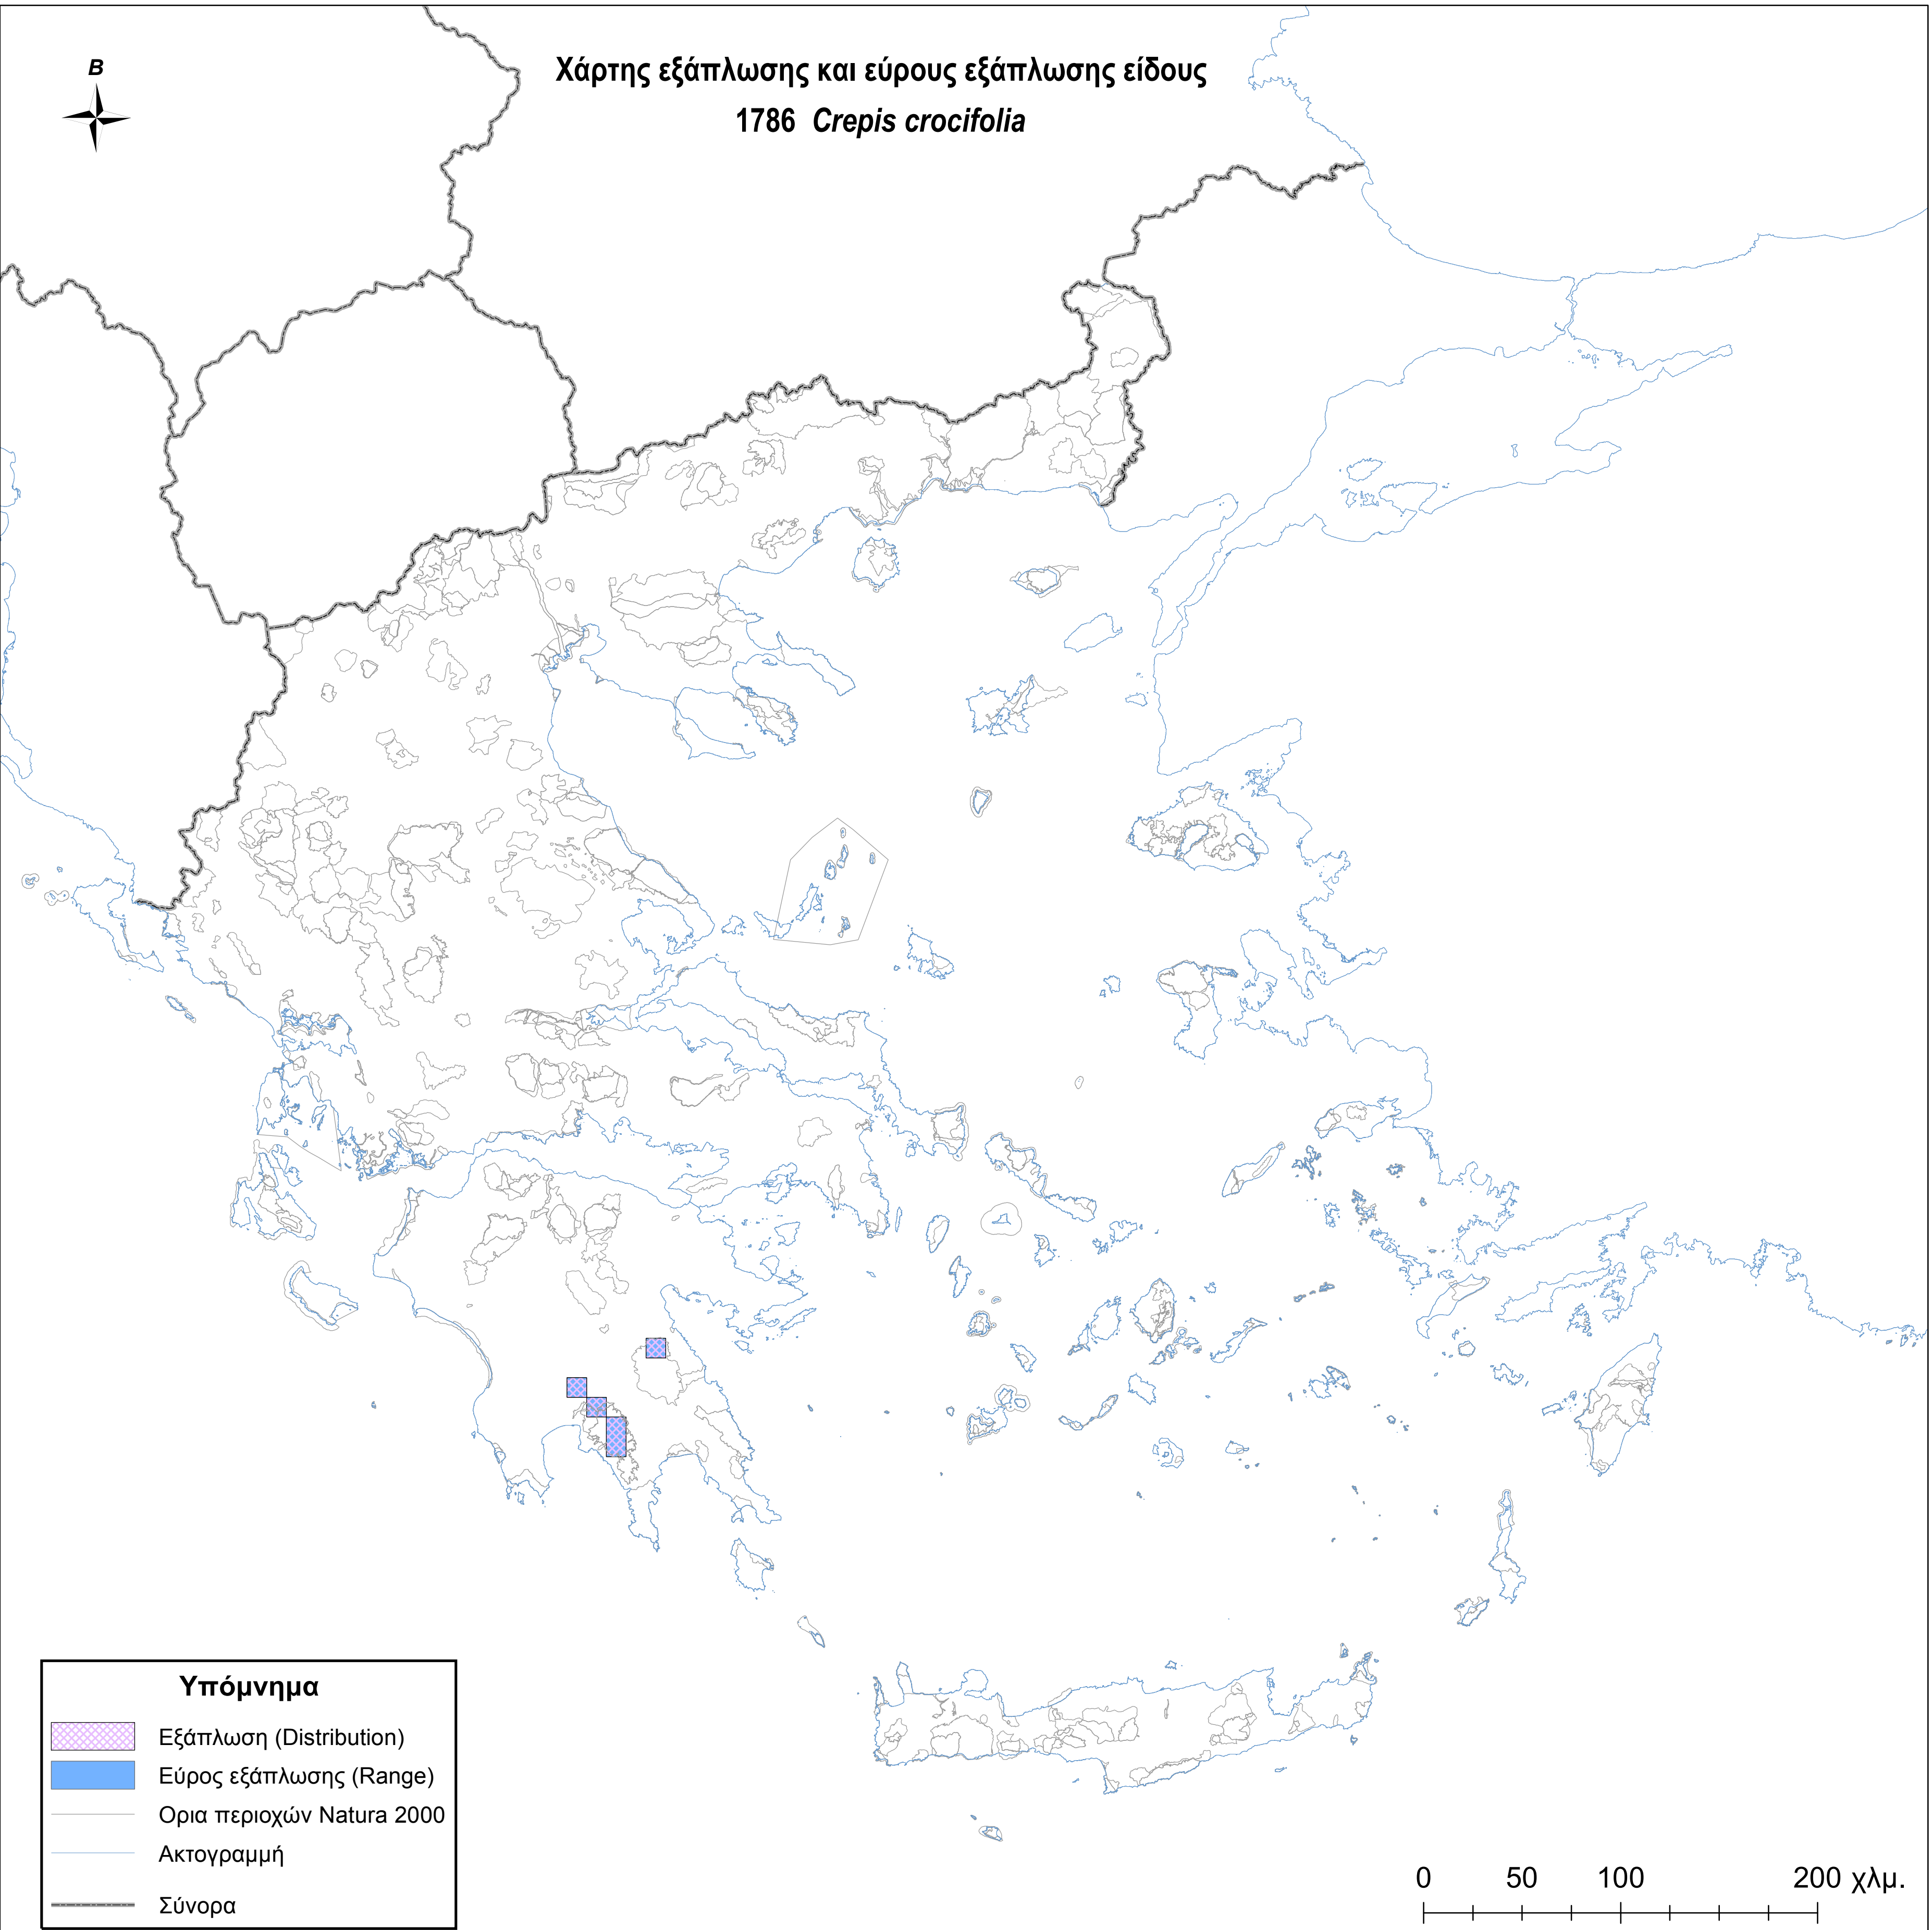 B
Χάρτης εξάπλωσης και εύρους εξάπλωσης είδους
1786 Crepis crocifolia
Υπόμνημα
Εξάπλωση (Distribution)
Εύρος εξάπλωσης (Range)
Ορια περιοχών Natura 2000
Ακτογραμμή
Σύνορα
0 50 100 200 χλμ.